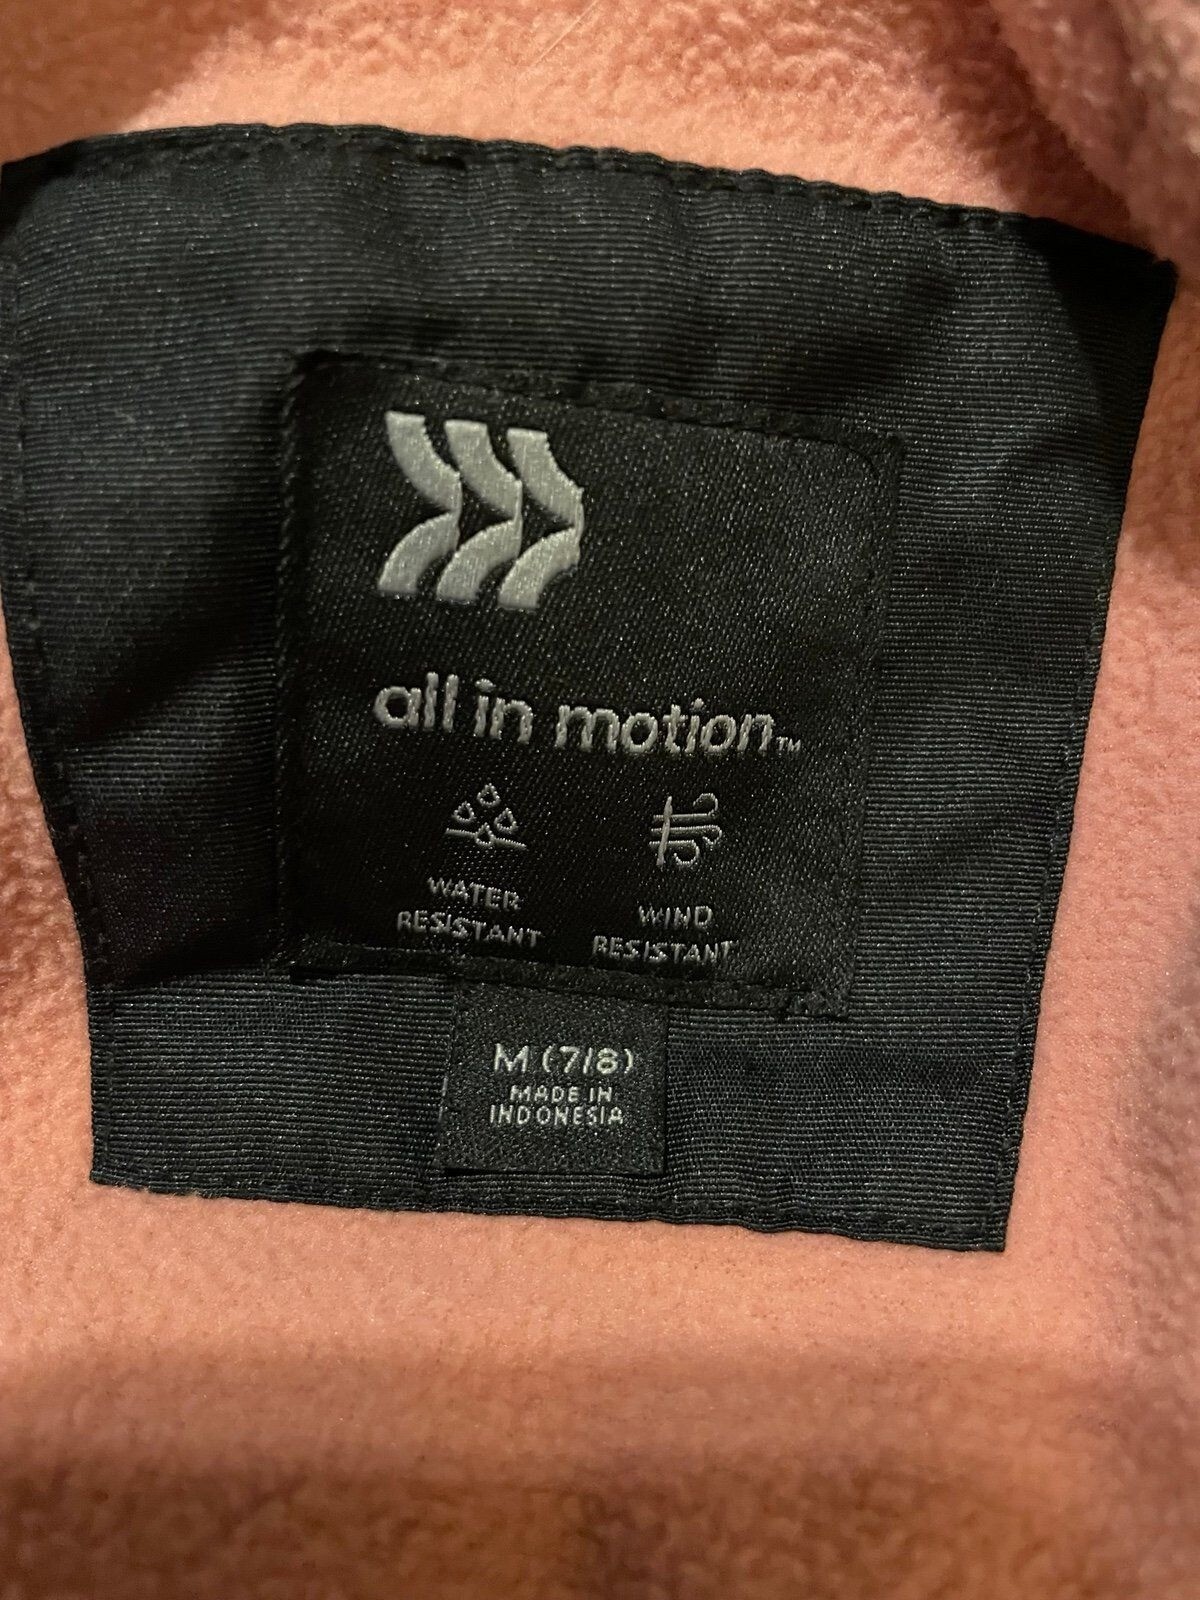 all in motion™
WATER
RESISTANT
WIND
RESISTANT
M (7/8)
MADE IN
INDONESIA